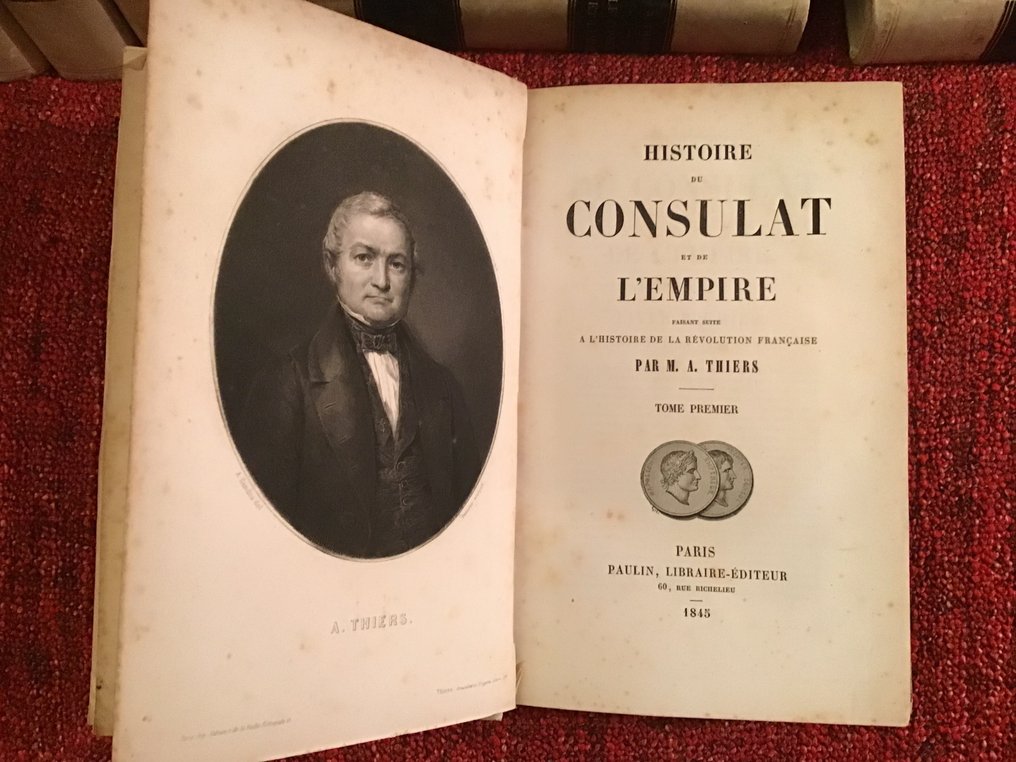 A. THIERS.
HISTOIRE
DU
CONSULAT
ET DE
L'EMPIRE
FAISANT SUITE
A L'HISTOIRE DE LA RÉVOLUTION FRANÇAISE
PAR M. A. THIERS
TOME PREMIER
PARIS
PAULIN, LIBRAIRE-ÉDITEUR
60, RUE RICHELIEU
1845